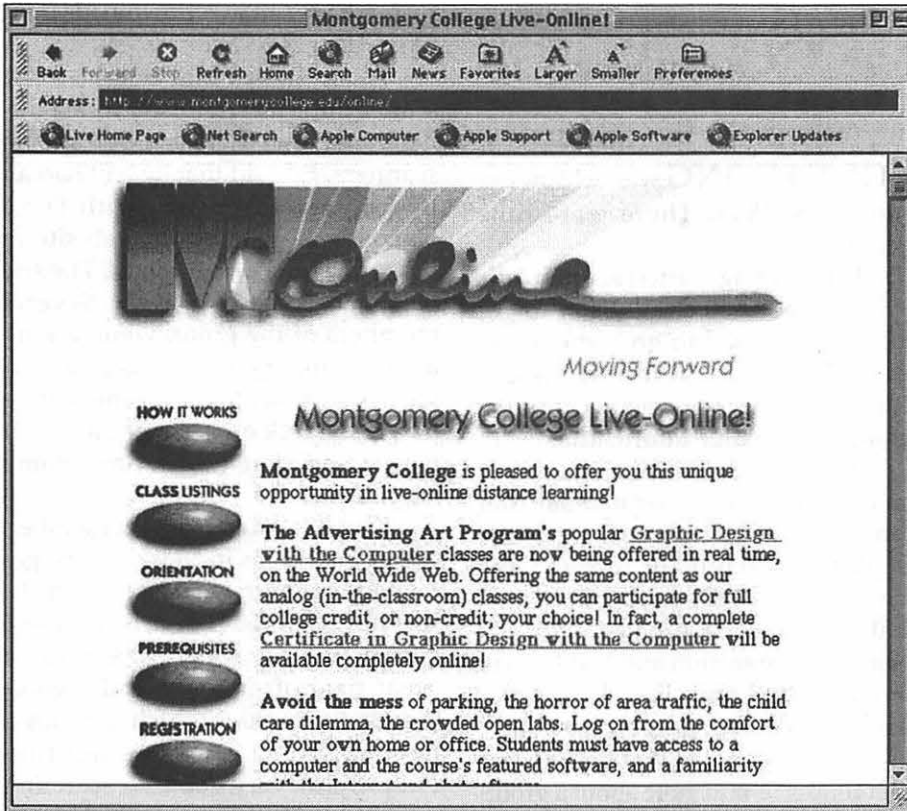 Montgomery College Live-Online!
Back Forward Stop Refresh Home Search Mail News Favorites Larger Smaller Preferences
Address: http://www.montgomerycollege.edu/online/
Live Home Page Net Search Apple Computer Apple Support Apple Software Explorer Updates
MC Online
Moving Forward
HOW IT WORKS
CLASS LISTINGS
ORIENTATION
PREREQUISITES
REGISTRATION
Montgomery College Live-Online!
Montgomery College is pleased to offer you this unique
opportunity in live-online distance learning!
The Advertising Art Program's popular Graphic Design
with the Computer classes are now being offered in real time,
on the World Wide Web. Offering the same content as our
analog (in-the-classroom) classes, you can participate for full
college credit, or non-credit; your choice! In fact, a complete
Certificate in Graphic Design with the Computer will be
available completely online!
Avoid the mess of parking, the horror of area traffic, the child
care dilemma, the crowded open labs. Log on from the comfort
of your own home or office. Students must have access to a
computer and the course's featured software, and a familiarity